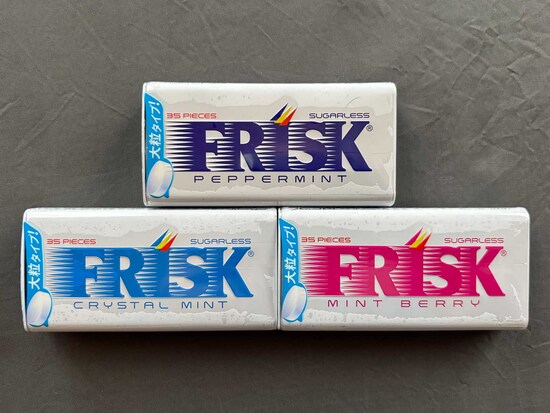 大粒タイプ!
35 PIECES
SUGARLESS
FRISK®
PEPPERMINT
大粒タイプ!
35 PIECES
SUGARLESS
FRISK
CRYSTAL MINT
大粒タイプ!
35 PIECES
SUGARLESS
FRISK®
MINT BERRY